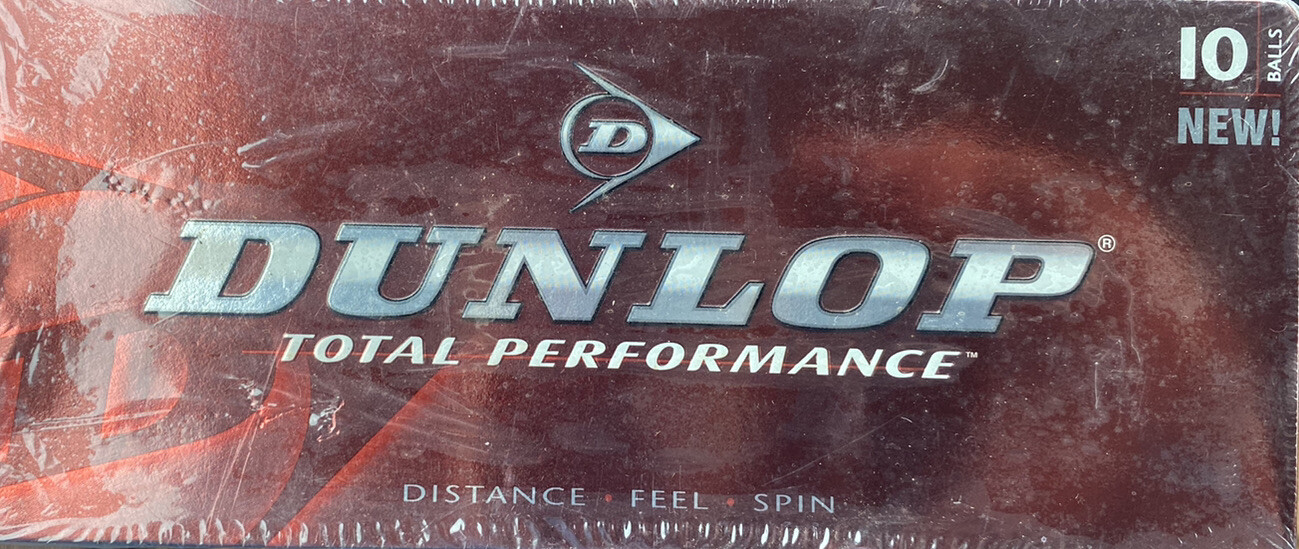 10 BALLS
NEW!
D
DUNLOP®
TOTAL PERFORMANCE™
DISTANCE • FEEL • SPIN